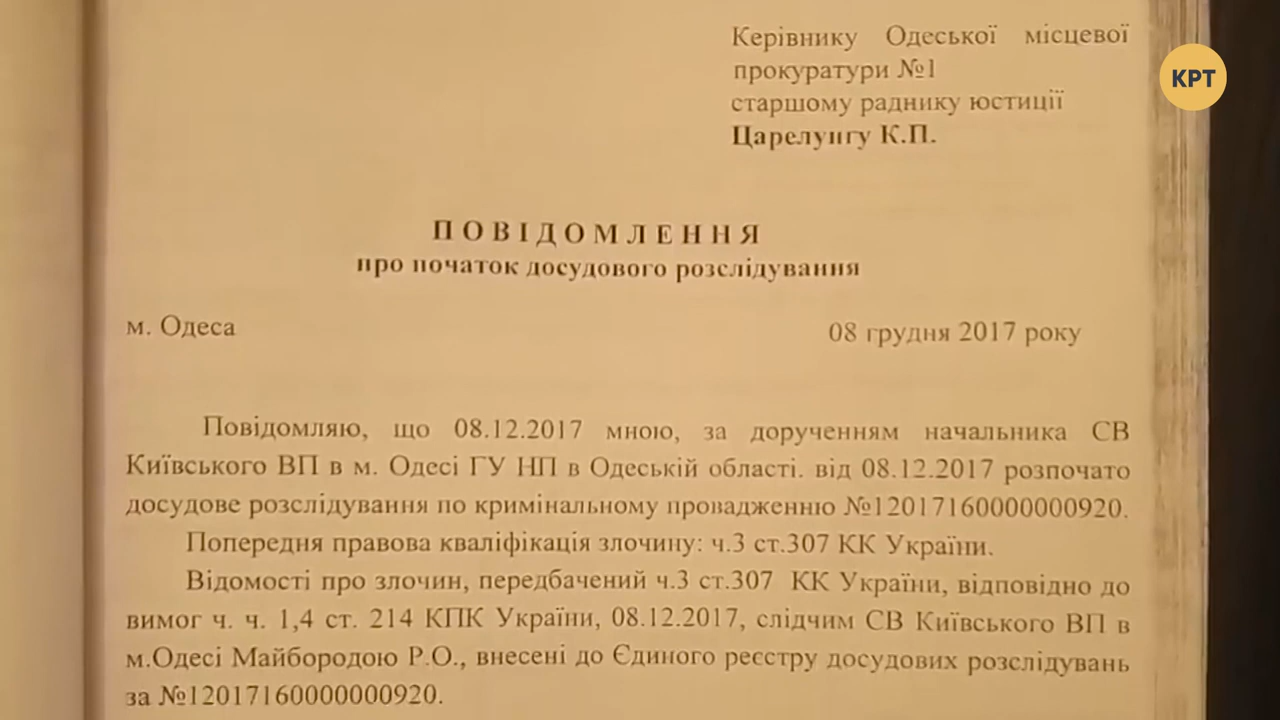 Керівнику Одеської місцевої
КРТ
прокуратури №1
старшому раднику юстиції
Царелунгу К.П.
ПОВІДОМЛЕННЯ
про початок досудового розслідування
м. Одеса
08 грудня 2017 року
Повідомляю, що 08.12.2017 мною, за дорученням начальника СВ
Київського ВП в м. Одесі ГУ НП в Одеській області. від 08.12.2017 розпочато
досудове розслідування по кримінальному провадженню №12017160000000920.
Попередня правова кваліфікація злочину: ч.3 ст.307 КК України.
Відомості про злочин, передбачений ч.3 ст.307 КК України, відповідно до
вимог ч. ч. 1,4 ст. 214 КПК України, 08.12.2017, слідчим СВ Київського ВП в
м.Одесі Майбородою Р.О., внесені до Єдиного реєстру досудових розслідувань
за №12017160000000920.